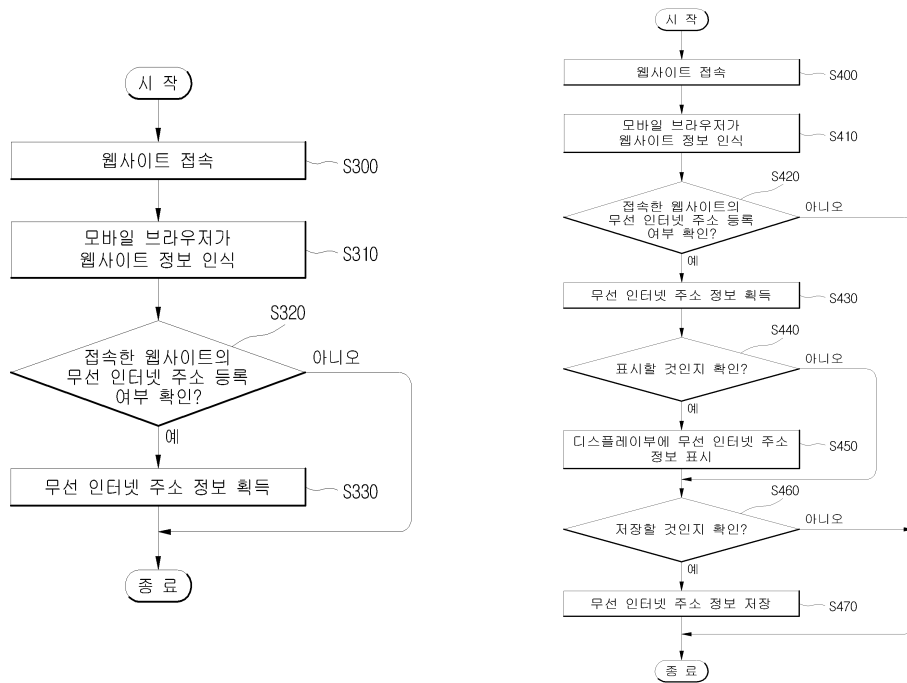 시 작
웹사이트 접속
S300
모바일 브라우저가
웹사이트 정보 인식
S310
S320
접속한 웹사이트의
무선 인터넷 주소 등록
여부 확인?
아니오
예
무선 인터넷 주소 정보 획득
S330
종 료
시 작
웹사이트 접속
S400
모바일 브라우저가
웹사이트 정보 인식
S410
S420
접속한 웹사이트의
무선 인터넷 주소 등록
여부 확인?
아니오
예
무선 인터넷 주소 정보 획득
S430
S440
표시할 것인지 확인?
아니오
예
디스플레이부에 무선 인터넷 주소
정보 표시
S450
S460
저장할 것인지 확인?
아니오
예
무선 인터넷 주소 정보 저장
S470
종 료